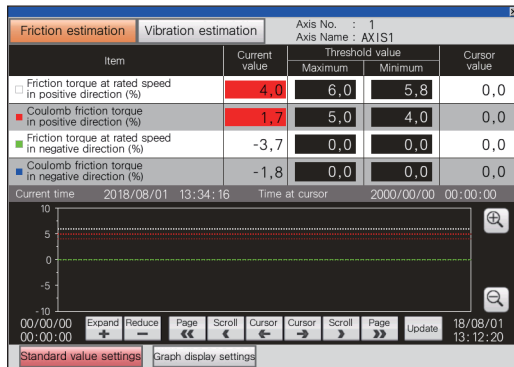 Friction estimation Vibration estimation Axis No. : 1
Axis Name : AXIS1
Item Current value Threshold value Cursor value
Maximum Minimum
Friction torque at rated speed
in positive direction (%) 4,0 6,0 5,8 0,0
Coulomb friction torque
in positive direction (%) 1,7 5,0 4,0 0,0
Friction torque at rated speed
in negative direction (%) -3,7 0,0 0,0 0,0
Coulomb friction torque
in negative direction (%) -1,8 0,0 0,0 0,0
Current time 2018/08/01 13:34:16 Time at cursor 2000/00/00 00:00:00
10
5
0
-5
-10
00/00/00 Expand Reduce Page Scroll Cursor Cursor Scroll Page Update 18/08/01
00:00:00 13:12:20
Standard value settings Graph display settings